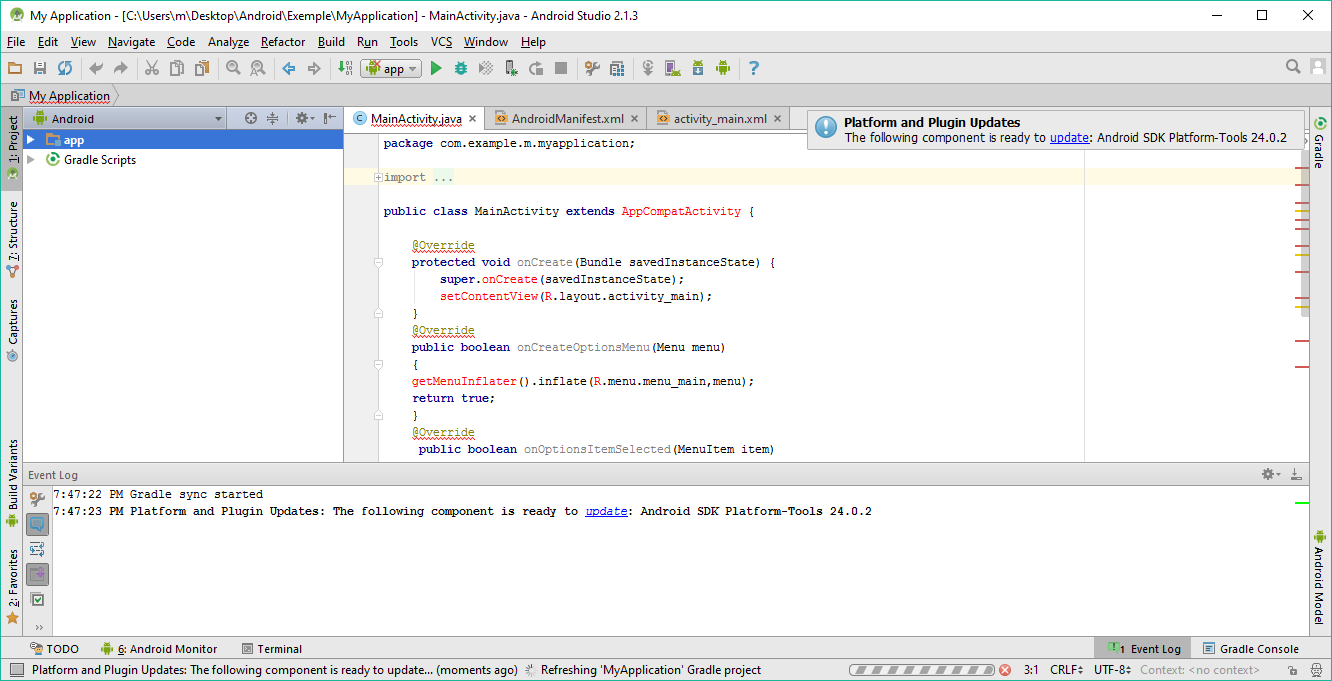 My Application - [C:\Users\m\Desktop\Android\Exemple\MyApplication] - MainActivity.java - Android Studio 2.1.3
File Edit View Navigate Code Analyze Refactor Build Run Tools VCS Window Help
app
My Application
1: Project
7: Structure
Captures
Build Variants
2: Favorites
Android
app
Gradle Scripts
MainActivity.java
AndroidManifest.xml
activity_main.xml
Platform and Plugin Updates
The following component is ready to update: Android SDK Platform-Tools 24.0.2
package com.example.m.myapplication;
import ...
public class MainActivity extends AppCompatActivity {
@Override
protected void onCreate(Bundle savedInstanceState) {
super.onCreate(savedInstanceState);
setContentView(R.layout.activity_main);
}
@Override
public boolean onCreateOptionsMenu(Menu menu)
{
getMenuInflater().inflate(R.menu.menu_main,menu);
return true;
}
@Override
public boolean onOptionsItemSelected(MenuItem item)
Gradle
Android Model
Event Log
7:47:22 PM Gradle sync started
7:47:23 PM Platform and Plugin Updates: The following component is ready to update: Android SDK Platform-Tools 24.0.2
TODO
6: Android Monitor
Terminal
1 Event Log
Gradle Console
Platform and Plugin Updates: The following component is ready to update... (moments ago)
Refreshing 'MyApplication' Gradle project
3:1 CRLF UTF-8 Context: <no context>